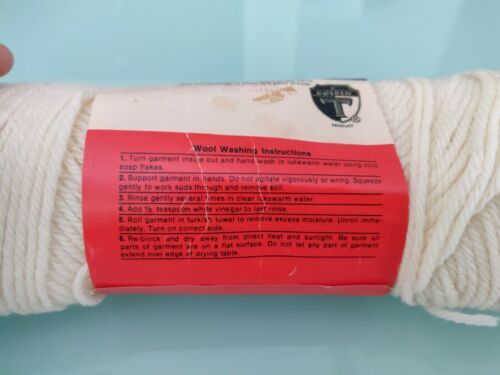 GOLDEN
T
®
PRODUCT
Wool Washing Instructions
1. Turn garment inside out and hand wash in lukewarm water using mild
soap flakes.
2. Support garment in hands. Do not agitate vigorously or wring. Squeeze
gently to work suds through and remove soil.
3. Rinse gently several times in clear lukewarm water.
4. Add ½ teaspoon white vinegar to last rinse.
5. Roll garment in turkish towel to remove excess moisture. Unroll imme-
diately. Turn on correct side.
6. Re-block and dry away from direct heat and sunlight. Be sure all
parts of garment are on a flat surface. Do not let any part of garment
extend over edge of drying table.